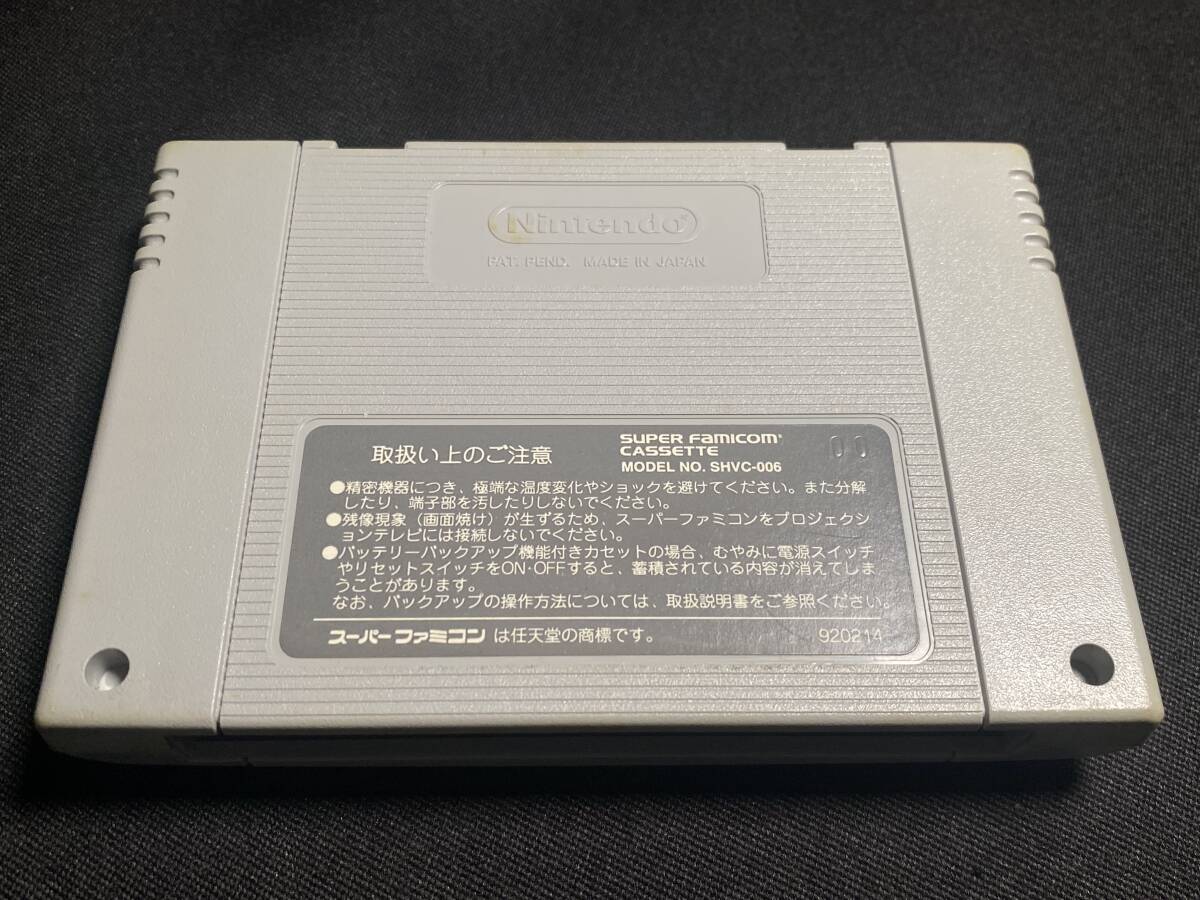 Nintendo®
PAT. PEND. MADE IN JAPAN
取扱い上のご注意
SUPER FAMICOM®
CASSETTE
MODEL NO. SHVC-006
00
●精密機器につき、極端な温度変化やショックを避けてください。また分解
したり、端子部を汚したりしないでください。
●残像現象（画面焼け）が生ずるため、スーパーファミコンをプロジェクシ
ョンテレビには接続しないでください。
●バッテリーバックアップ機能付きカセットの場合、むやみに電源スイッチ
やリセットスイッチをON・OFFすると、蓄積されている内容が消えてしま
うことがあります。
なお、バックアップの操作方法については、取扱説明書をご参照ください。
スーパーファミコンは任天堂の商標です。
920214